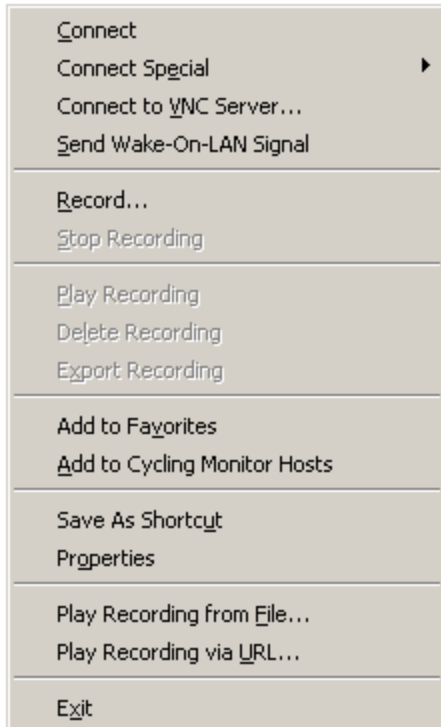 Connect
Connect Special
Connect to VNC Server...
Send Wake-On-LAN Signal
Record...
Stop Recording
Play Recording
Delete Recording
Export Recording
Add to Favorites
Add to Cycling Monitor Hosts
Save As Shortcut
Properties
Play Recording from File...
Play Recording via URL...
Exit